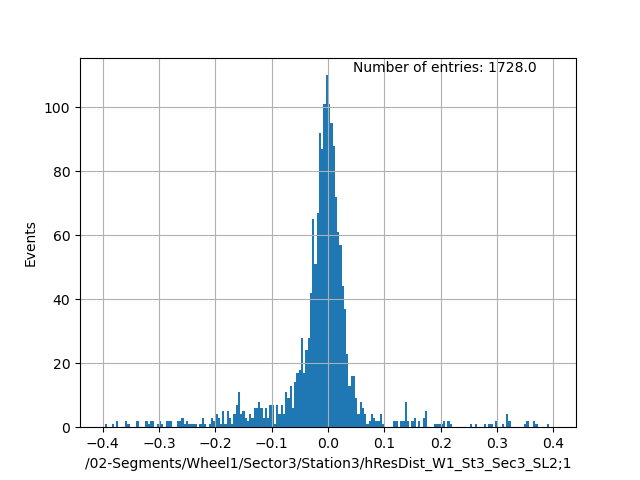 Number of entries: 1728.0
100
80
60
40
20
0
Events
−0.4 −0.3 −0.2 −0.1 0.0 0.1 0.2 0.3 0.4
/02-Segments/Wheel1/Sector3/Station3/hResDist_W1_St3_Sec3_SL2;1